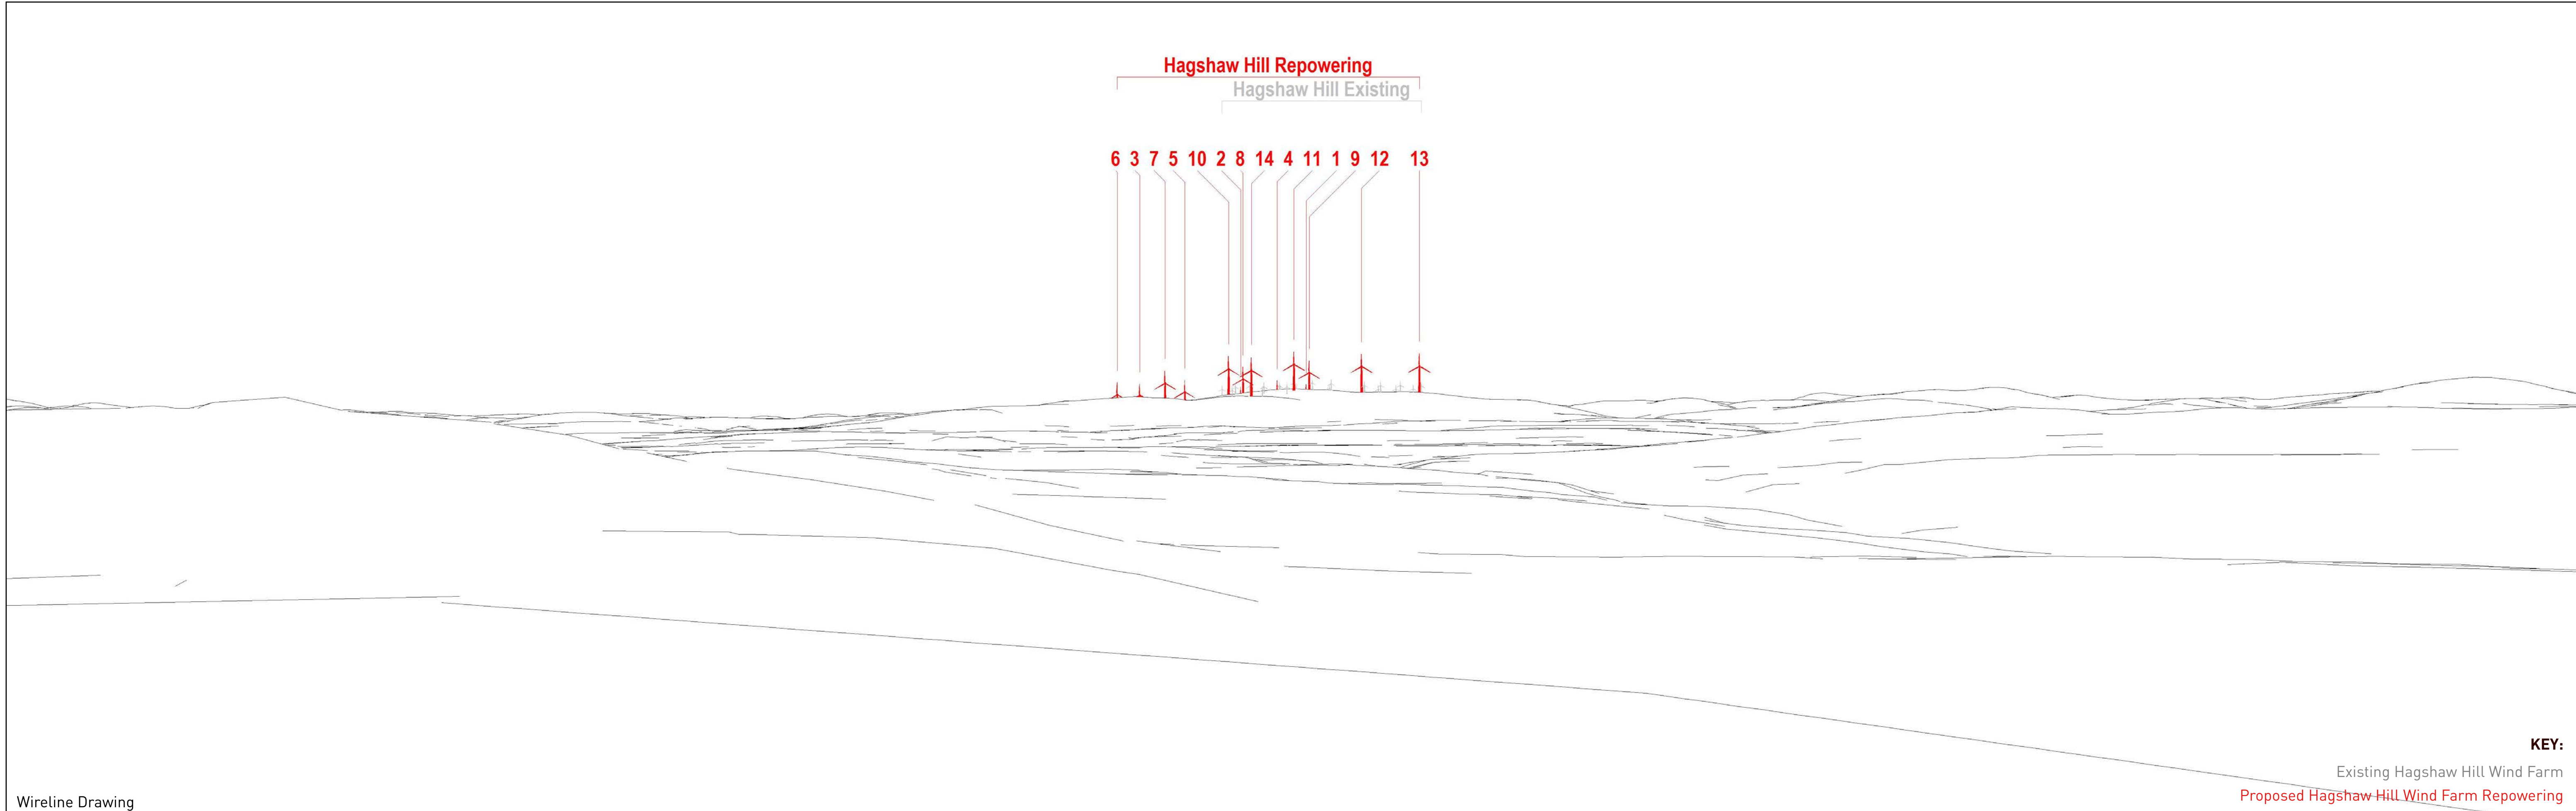 Hagshaw Hill Repowering
Hagshaw Hill Existing
6 3 7 5 10 2 8 14 4 11 1 9 12 13
KEY:
Existing Hagshaw Hill Wind Farm
Proposed Hagshaw Hill Wind Farm Repowering
Wireline Drawing